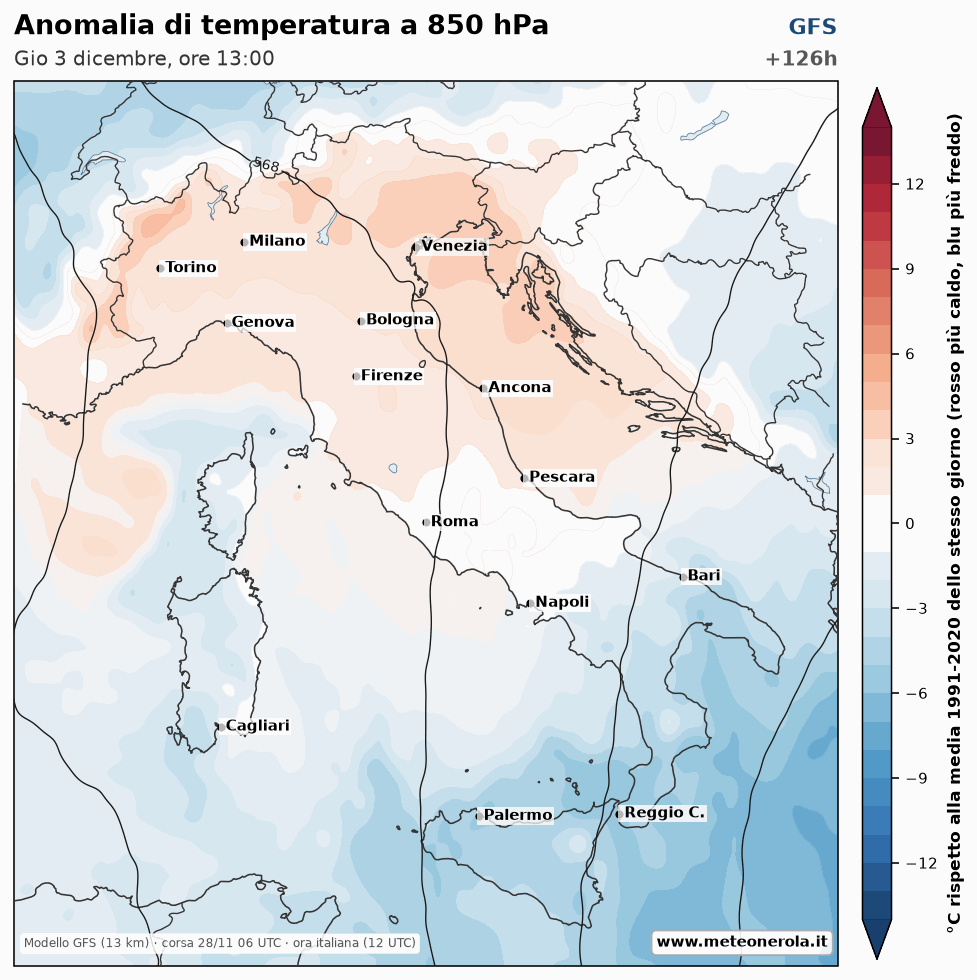 Anomalia di temperatura a 850 hPa
GFS
Gio 3 dicembre, ore 13:00
+126h
568
Milano
Venezia
Torino
Genova
Bologna
Firenze
Ancona
Pescara
Roma
Bari
Napoli
Cagliari
Palermo
Reggio C.
12
9
6
3
0
−3
−6
−9
−12
°C rispetto alla media 1991-2020 dello stesso giorno (rosso più caldo, blu più freddo)
Modello GFS (13 km) · corsa 28/11 06 UTC · ora italiana (12 UTC)
www.meteonerola.it